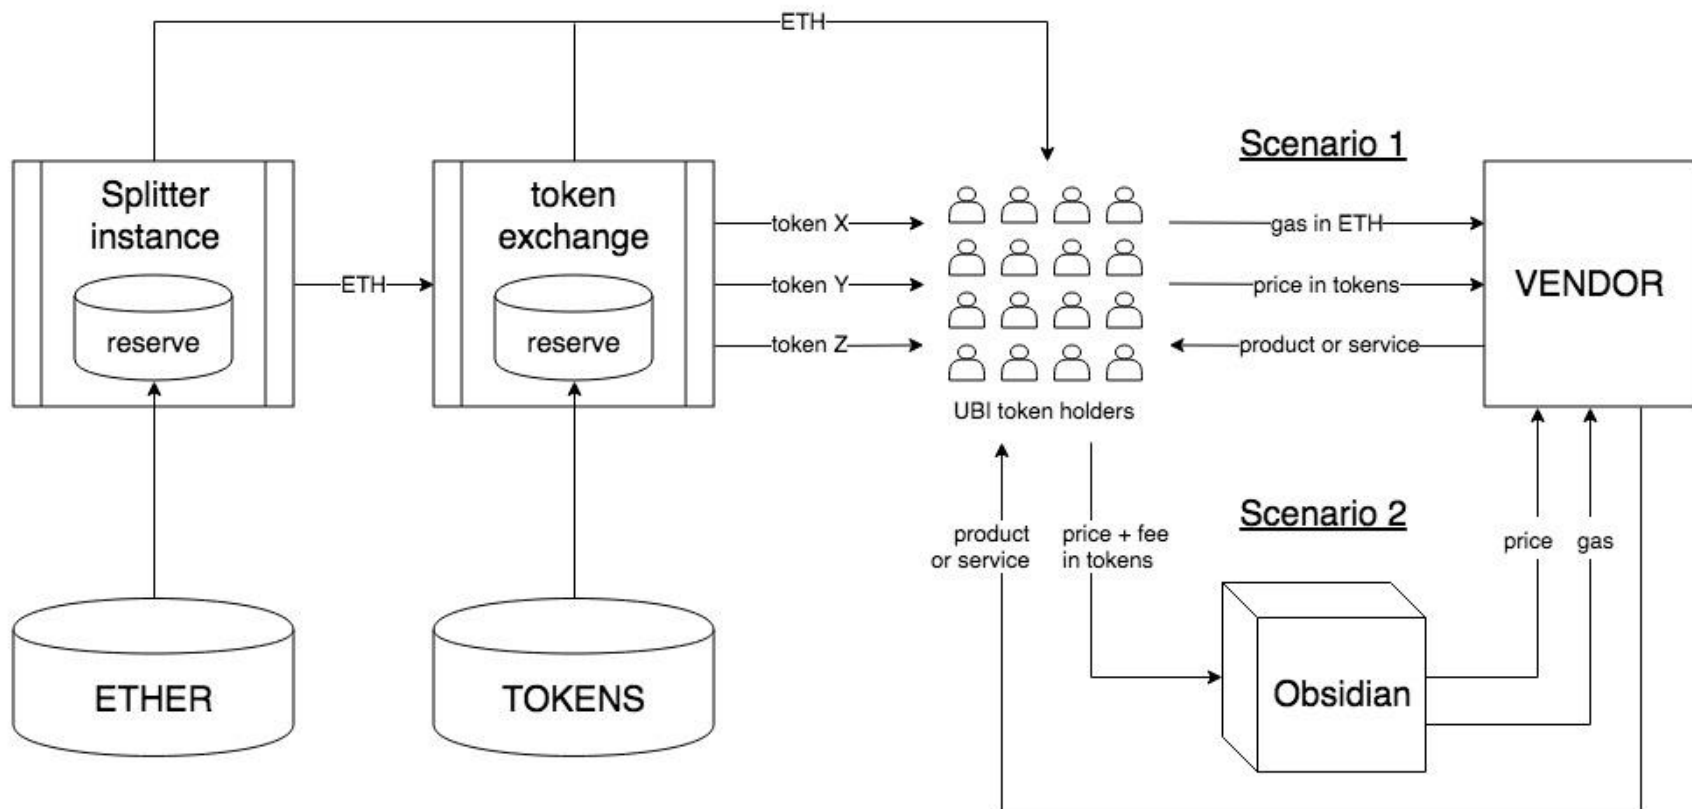 ETH
Scenario 1
Splitter
instance
token
exchange
token X
gas in ETH
ETH
token Y
price in tokens
VENDOR
reserve
reserve
token Z
product or service
UBI token holders
Scenario 2
product
or service
price + fee
in tokens
price
gas
ETHER
TOKENS
Obsidian